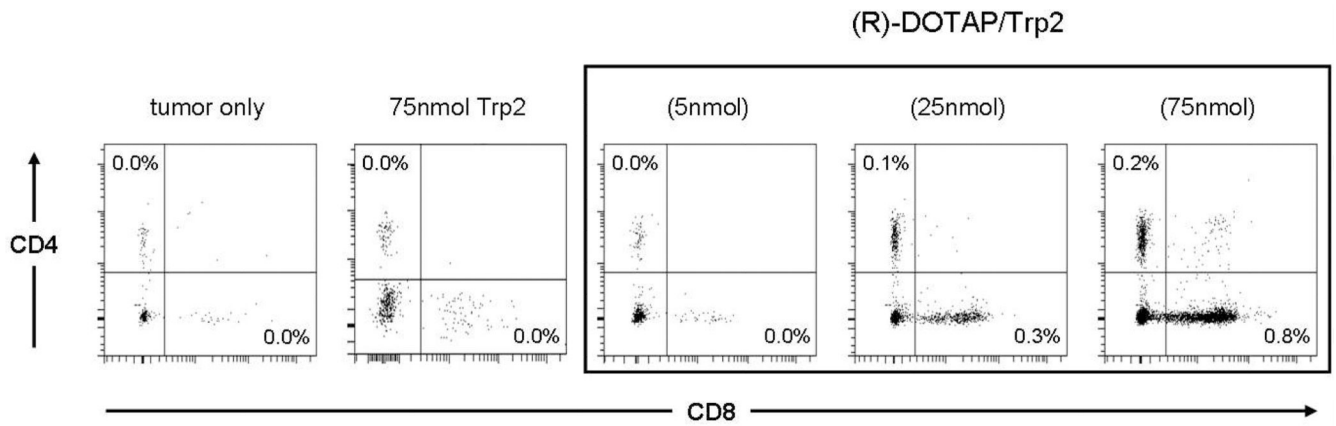 (R)-DOTAP/Trp2
tumor only
75nmol Trp2
(5nmol)
(25nmol)
(75nmol)
0.0%
0.0%
0.0%
0.1%
0.2%
CD4
0.0%
0.0%
0.0%
0.3%
0.8%
CD8